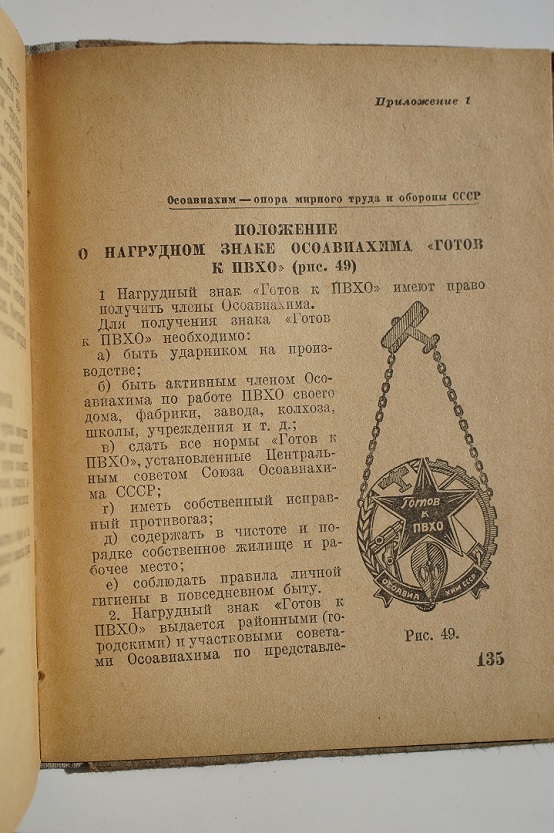 Приложение 1
Осоавиахим — опора мирного труда и обороны СССР
ПОЛОЖЕНИЕ
О НАГРУДНОМ ЗНАКЕ ОСОАВИАХИМА «ГОТОВ
К ПВХО» (рис. 49)
1 Нагрудный знак «Готов к ПВХО» имеют право
получить члены Осоавиахима.
Для получения знака «Готов
к ПВХО» необходимо:
а) быть ударником на произ-
водстве;
б) быть активным членом Осо-
авиахима по работе ПВХО своего
дома, фабрики, завода, колхоза,
школы, учреждения и т. д.;
в) сдать все нормы «Готов к
ПВХО», установленные Централь-
ным советом Союза Осоавиахи-
ма СССР;
г) иметь собственный исправ-
ный противогаз;
д) содержать в чистоте и по-
рядке собственное жилище и ра-
бочее место;
е) соблюдать правила личной
гигиены в повседневном быту.
2. Нагрудный знак «Готов к
ПВХО» выдается районными (го-
родскими) и участковыми совета-
ми Осоавиахима по представле-
Готов
к
ПВХО
ОСОАВИА
ХИМ СССР
Рис. 49.
135